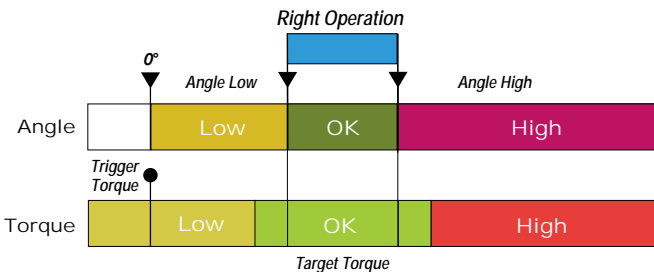 Right Operation
0°
Angle Low
Angle High
Angle
Low
OK
High
Trigger
Torque
Torque
Low
OK
High
Target Torque